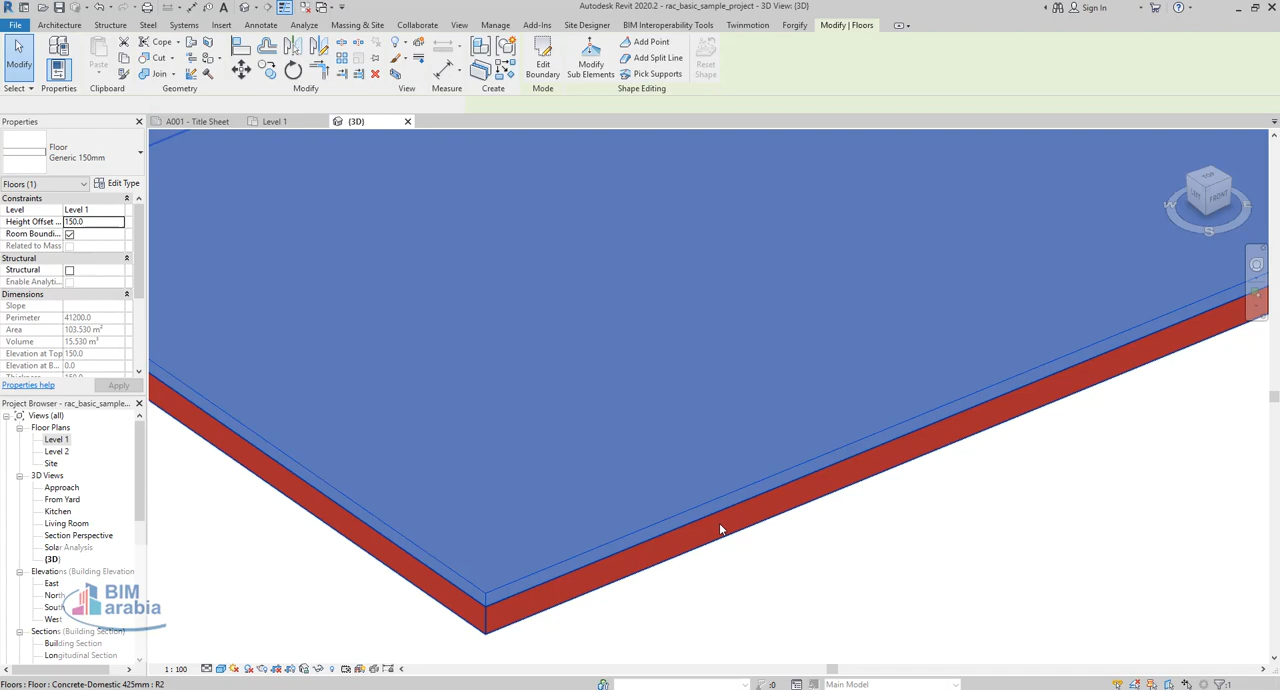 Autodesk Revit 2020.2 - rac_basic_sample_project - 3D View: {3D}
Sign In
File Architecture Structure Steel Systems Insert Annotate Analyze Massing & Site Collaborate View Manage Add-Ins Site Designer BIM Interoperability Tools Twinmotion Forgify Modify | Floors
Modify
Properties
Paste
Cope
Cut
Join
Edit Boundary
Modify Sub Elements
Add Point
Add Split Line
Pick Supports
Reset Shape
Select Properties Clipboard Geometry Modify View Measure Create Mode Shape Editing
Properties
A001 - Title Sheet
Level 1
{3D}
Floor
Generic 150mm
Floors (1)
Edit Type
Constraints
Level Level 1
Height Offset ... 150.0
Room Boundi...
Related to Mass
Structural
Structural
Enable Analyti...
Dimensions
Slope
Perimeter 41200.0
Area 103.530 m²
Volume 15.530 m³
Elevation at Top 150.0
Elevation at B... 0.0
Properties help
Apply
TOP
FRONT
W
E
S
Project Browser - rac_basic_sample...
Views (all)
Floor Plans
Level 1
Level 2
Site
3D Views
Approach
From Yard
Kitchen
Living Room
Section Perspective
Solar Analysis
{3D}
Elevations (Building Elevation
East
North
South
West
Sections (Building Section)
Building Section
Longitudinal Section
BIM
arabia
1 : 100
Floors : Floor : Concrete-Domestic 425mm : R2
:0
Main Model
:1